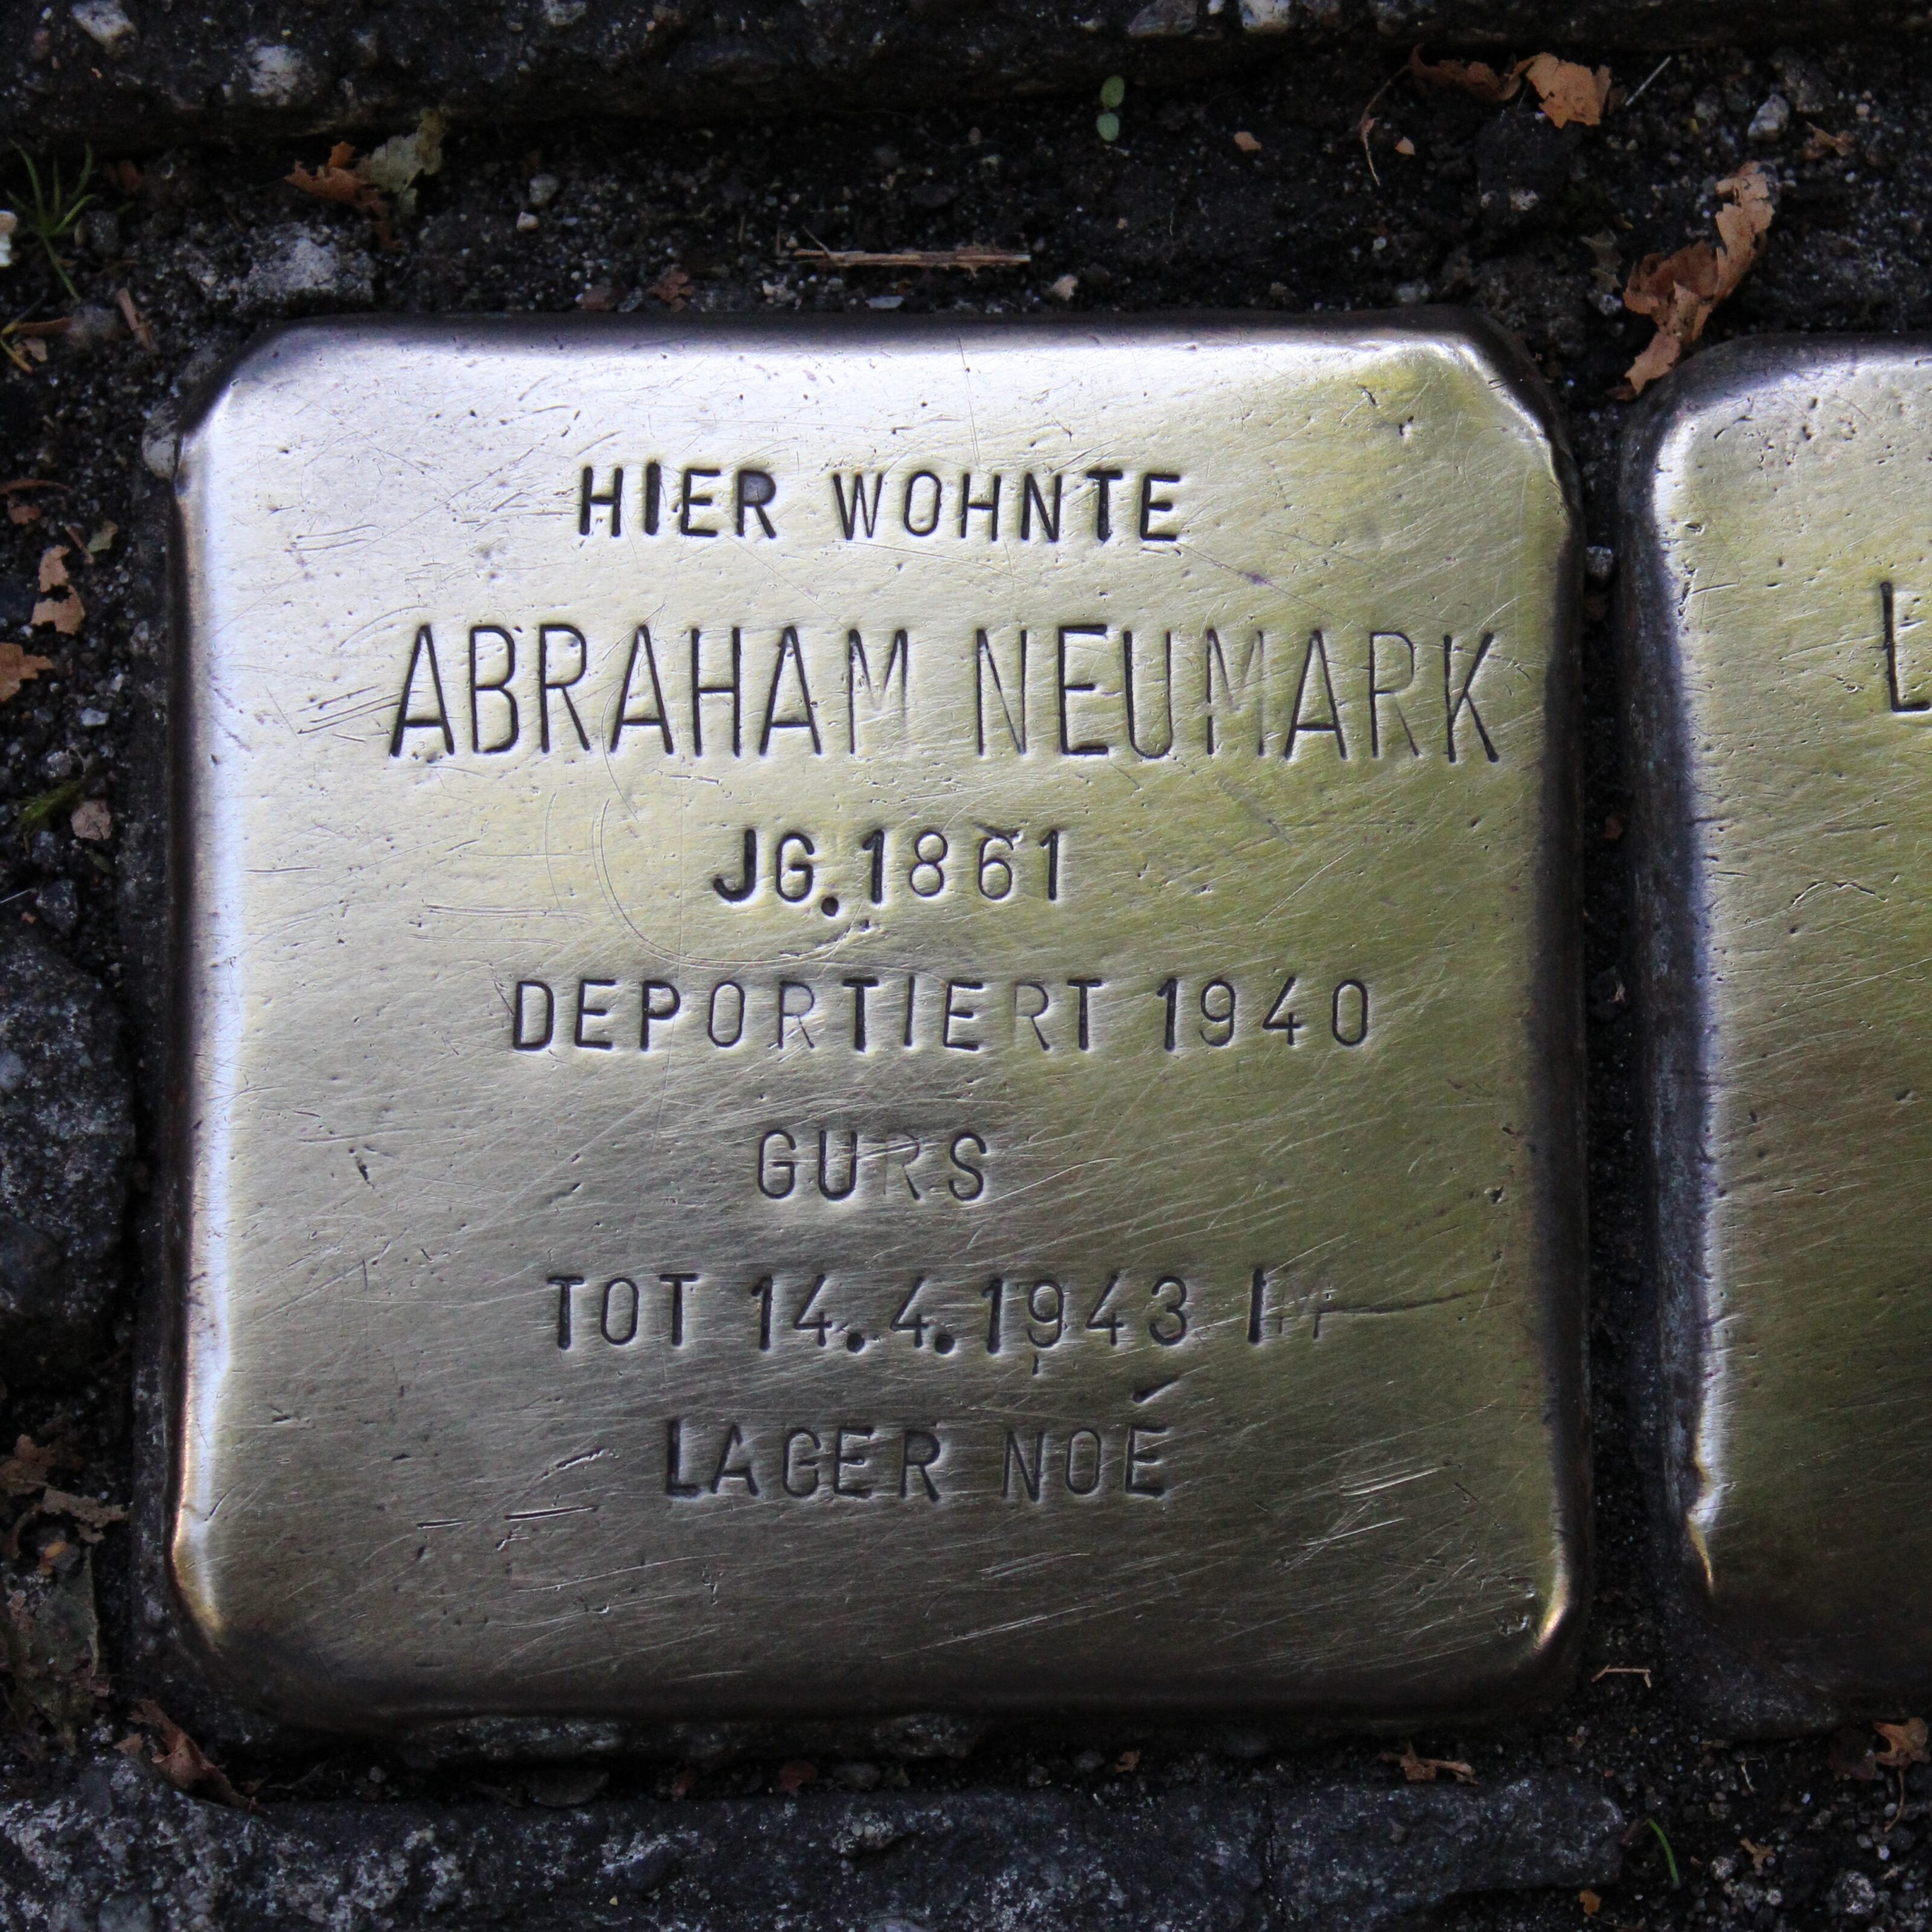 HIER WOHNTE
ABRAHAM NEUMARK
JG. 1861
DEPORTIERT 1940
GURS
TOT 14.4.1943 IM
LAGER NOÉ